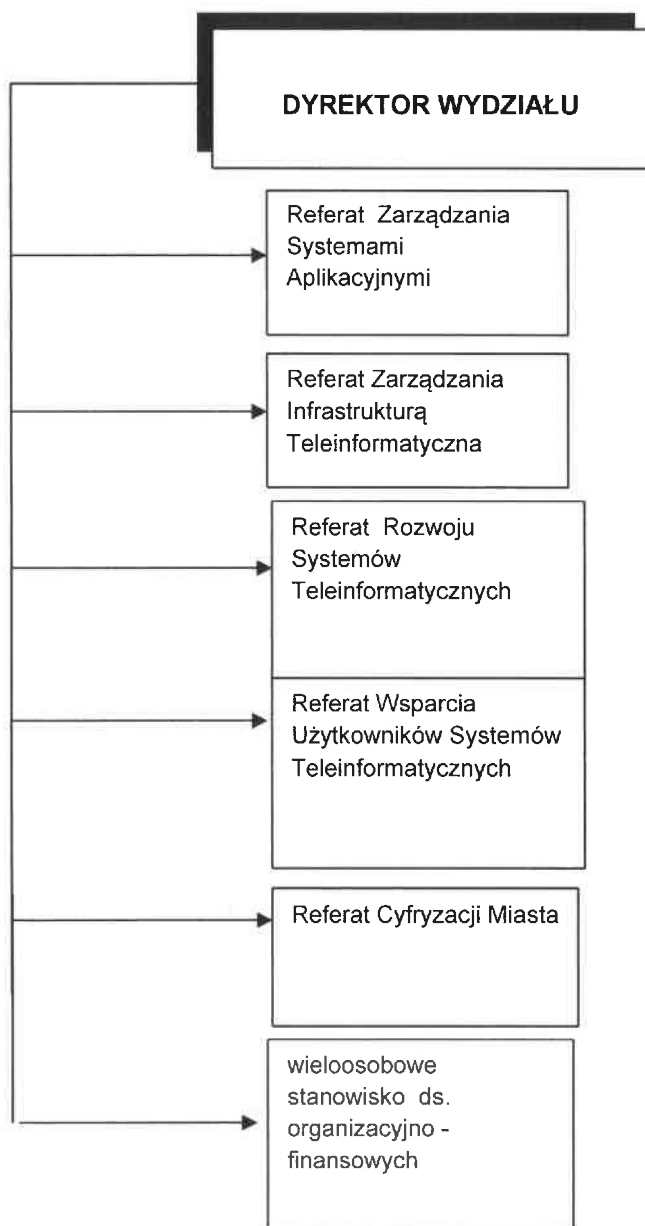 DYREKTOR WYDZIAŁU
Referat Zarządzania
Systemami
Aplikacyjnymi
Referat Zarządzania
Infrastrukturą
Teleinformatyczna
Referat Rozwoju
Systemów
Teleinformatycznych
Referat Wsparcia
Użytkowników Systemów
Teleinformatycznych
Referat Cyfryzacji Miasta
wieloosobowe
stanowisko ds.
organizacyjno -
finansowych